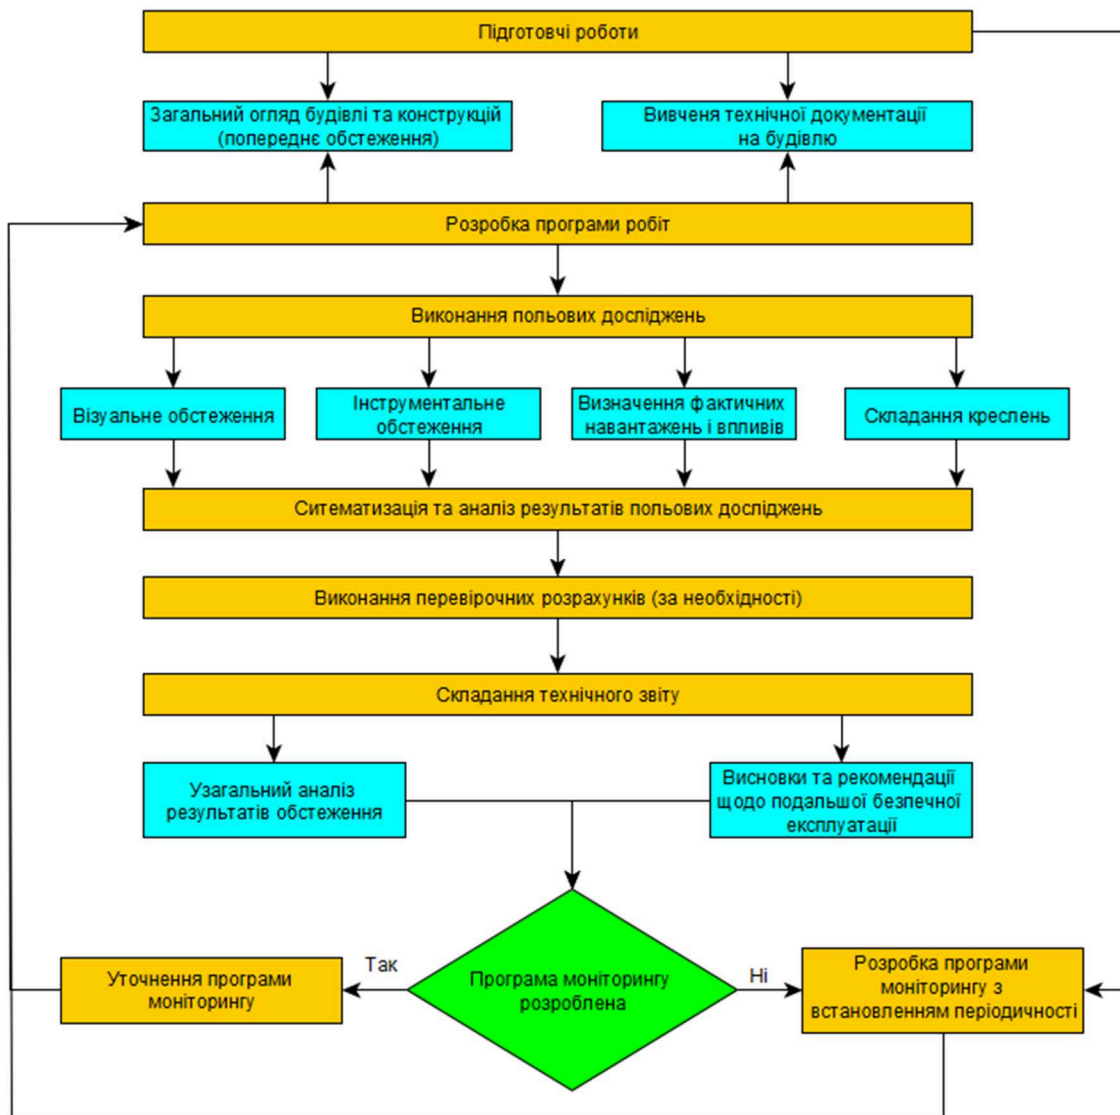 Підготовчі роботи
Загальний огляд будівлі та конструкцій
(попереднє обстеження)
Вивченя технічної документації
на будівлю
Розробка програми робіт
Виконання польових досліджень
Візуальне обстеження
Інструментальне
обстеження
Визначення фактичних
навантажень і впливів
Складання креслень
Ситематизація та аналіз результатів польових досліджень
Виконання перевірочних розрахунків (за необхідності)
Складання технічного звіту
Узагальний аналіз
результатів обстеження
Висновки та рекомендації
щодо подальшої безпечної
експлуатації
Так
Ні
Уточнення програми
моніторингу
Програма моніторингу
розроблена
Розробка програми
моніторингу з
встановленням періодичності